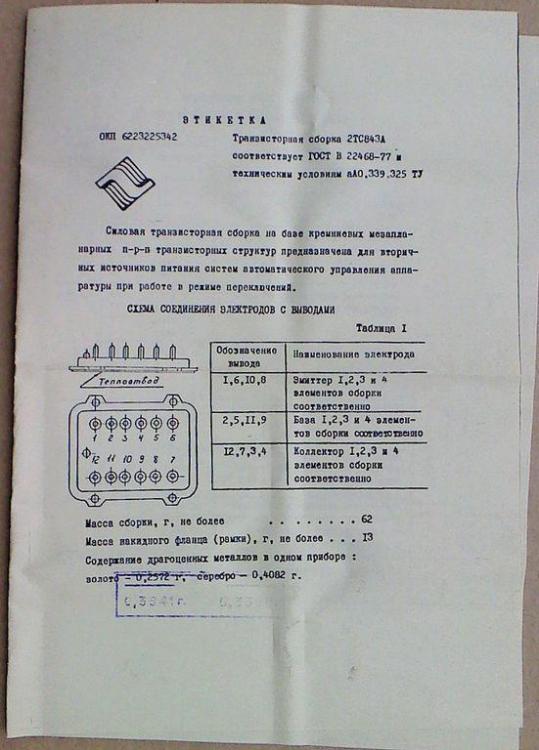 ЭТИКЕТКА
ОКП 6223225342
Транзисторная сборка 2ТС843А
соответствует ГОСТ В 22468-77 и
техническим условиям аА0.339.325 ТУ
Силовая транзисторная сборка на базе кремниевых мезапла-
нарных п-р-п транзисторных структур предназначена для вторич-
ных источников питания систем автоматического управления аппа-
ратуры при работе в режиме переключений.
СХЕМА СОЕДИНЕНИЯ ЭЛЕКТРОДОВ С ВЫВОДАМИ
Таблица I
Теплоотвод
1 2 3 4 5 6
12 11 10 9 8 7
Обозначение
вывода
Наименование электрода
I,6,I0,8
Эмиттер I,2,3 и 4
элементов сборки
соответственно
2,5,II,9
База I,2,3 и 4 элемен-
тов сборки соответственно
I2,7,3,4
Коллектор I,2,3 и 4
элементов сборки
соответственно
Масса сборки, г, не более . . . . . . . . 62
Масса накидного фланца (рамки), г, не более . . . I3
Содержание драгоценных металлов в одном приборе :
золото - 0,2572 г, серебро - 0,4082 г.
г.